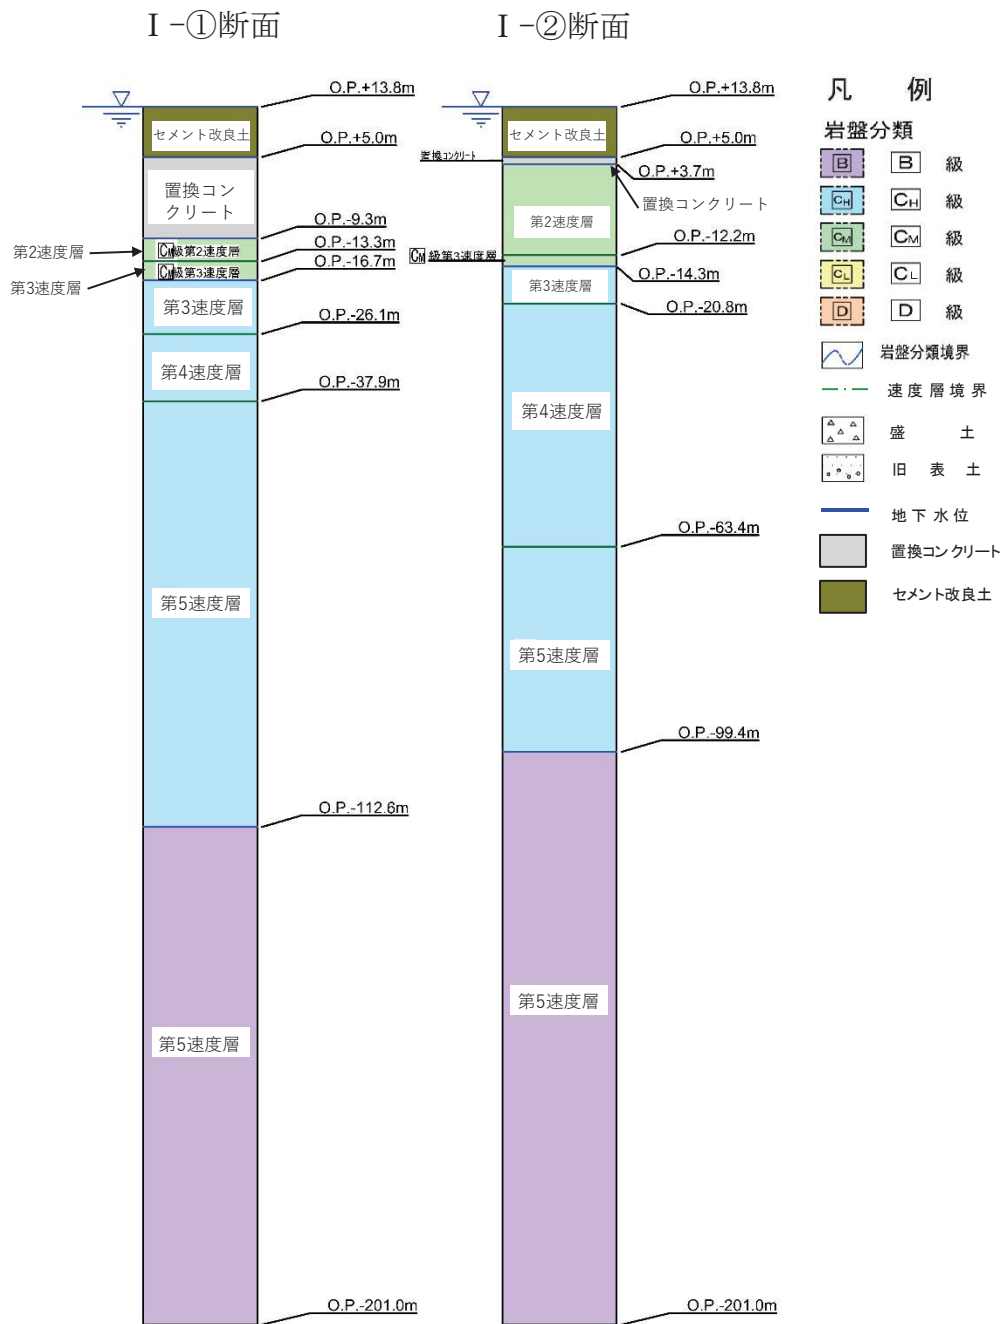 Ⅰ-①断面
O.P.+13.8m
セメント改良土
O.P.+5.0m
置換コン
クリート
O.P.-9.3m
第2速度層
CM級第2速度層
O.P.-13.3m
第3速度層
CM級第3速度層
O.P.-16.7m
第3速度層
O.P.-26.1m
第4速度層
O.P.-37.9m
第5速度層
O.P.-112.6m
第5速度層
O.P.-201.0m
Ⅰ-②断面
O.P.+13.8m
セメント改良土
O.P.+5.0m
置換コンクリート
O.P.+3.7m
置換コンクリート
第2速度層
O.P.-12.2m
CM級第3速度層
O.P.-14.3m
第3速度層
O.P.-20.8m
第4速度層
O.P.-63.4m
第5速度層
O.P.-99.4m
第5速度層
O.P.-201.0m
凡 例
岩盤分類
B B 級
CH CH 級
CM CM 級
CL CL 級
D D 級
岩盤分類境界
速度層境界
盛 土
旧 表 土
地下水位
置換コンクリート
セメント改良土